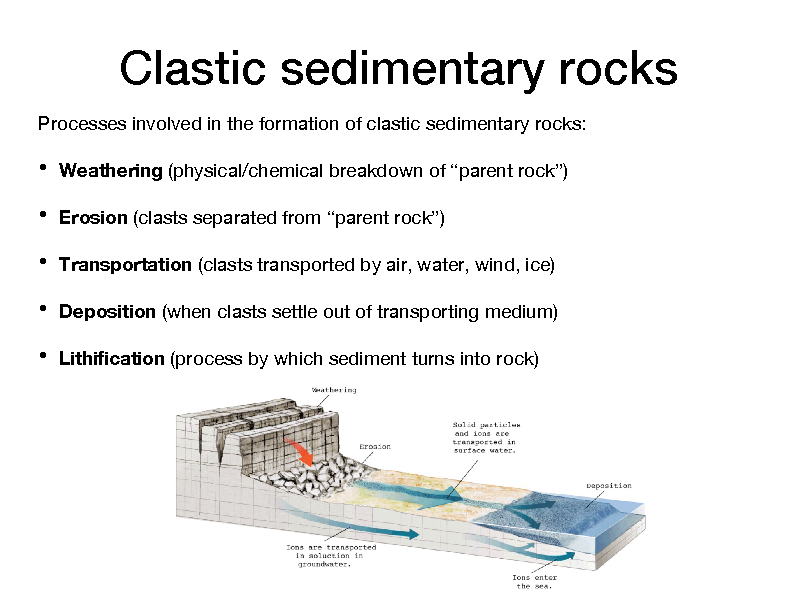 Clastic sedimentary rocks
Processes involved in the formation of clastic sedimentary rocks:
• Weathering (physical/chemical breakdown of “parent rock”)
• Erosion (clasts separated from “parent rock”)
• Transportation (clasts transported by air, water, wind, ice)
• Deposition (when clasts settle out of transporting medium)
• Lithification (process by which sediment turns into rock)
Weathering
Solid particles
and ions are
transported in
surface water.
Erosion
Deposition
Ions are transported
in soluction in
groundwater.
Ions enter
the sea.